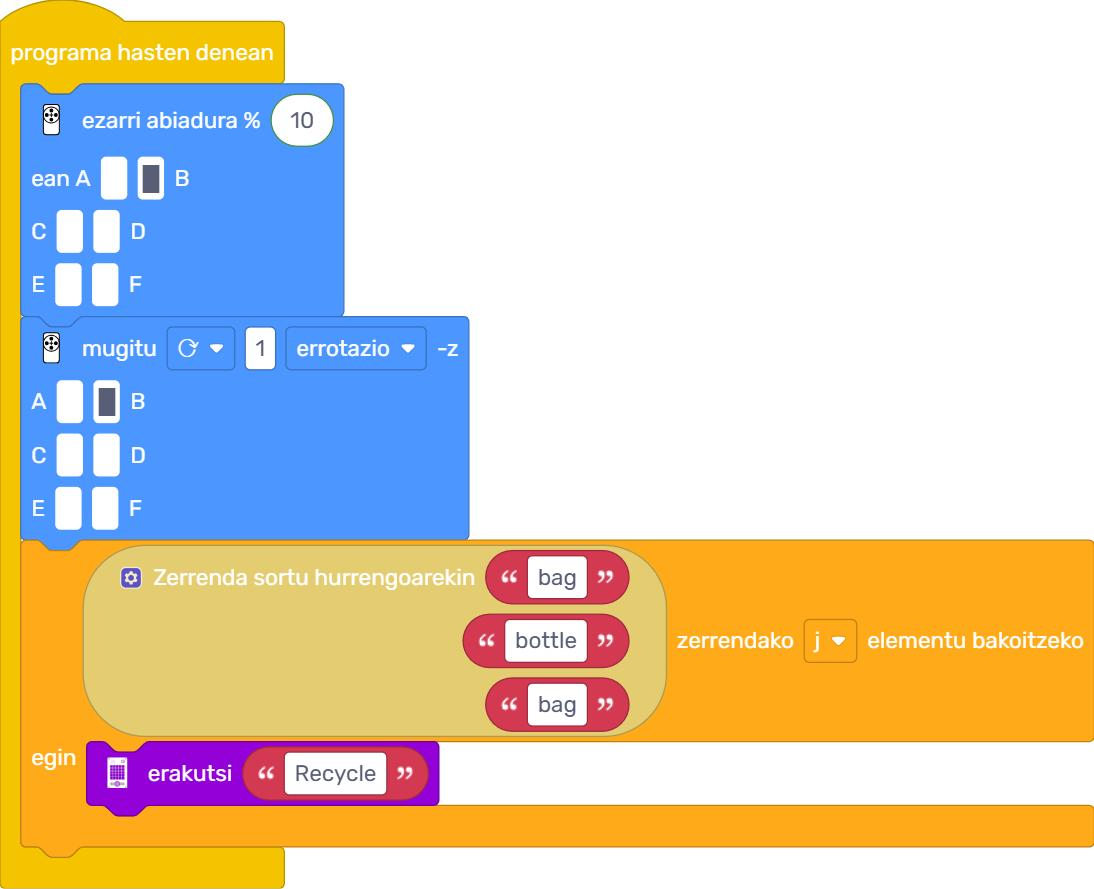 programa hasten denean
ezarri abiadura % 10
ean A B
C D
E F
mugitu 1 errotazio -z
A B
C D
E F
Zerrenda sortu hurrengoarekin “ bag ”
“ bottle ” zerrendako j elementu bakoitzeko
“ bag ”
egin erakutsi “ Recycle ”